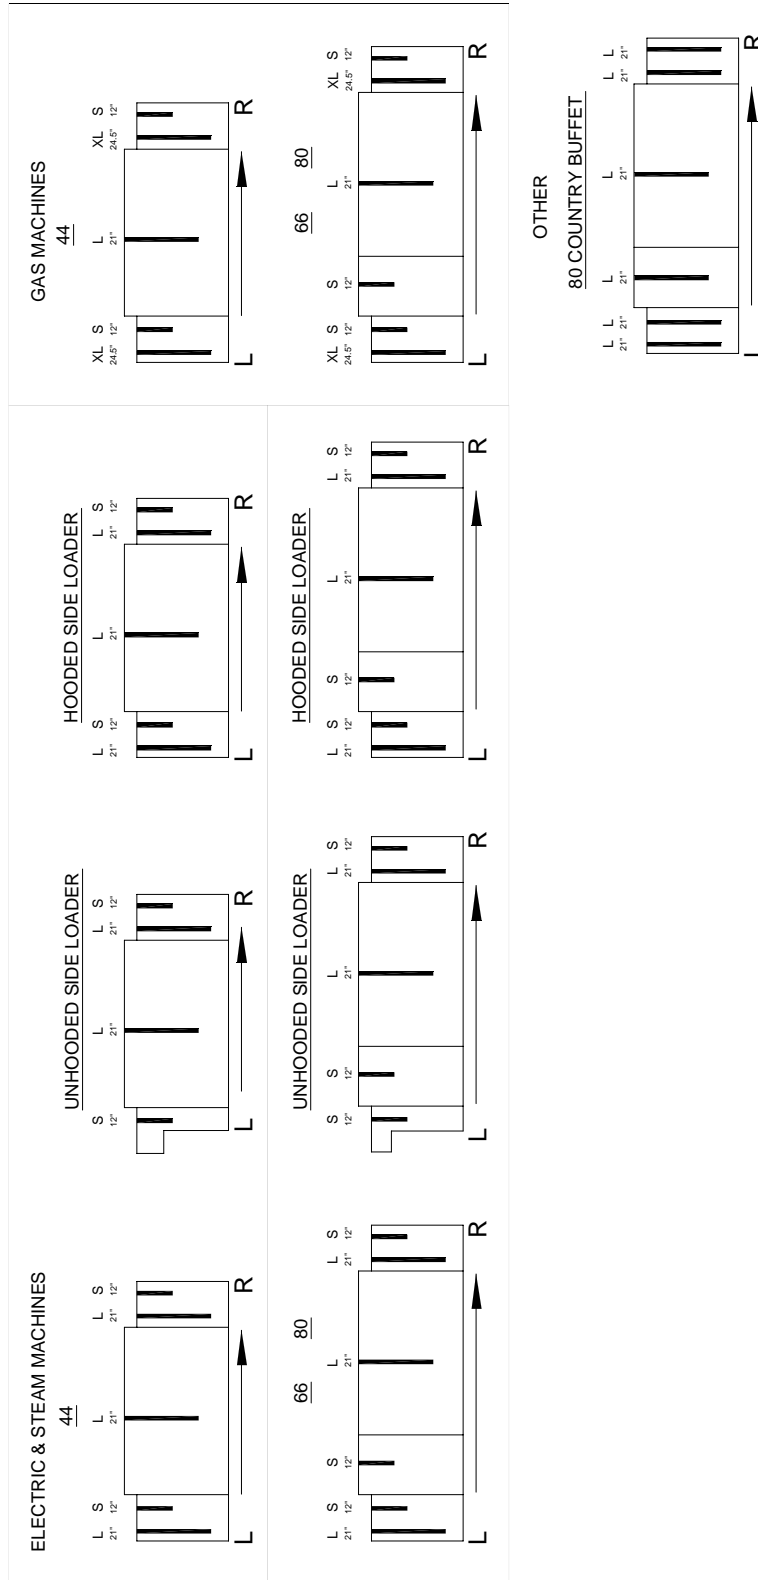 ELECTRIC & STEAM MACHINES
44
L S L L S
21" 12" 21" 21" 12"
L R
UNHOODED SIDE LOADER
S L L S
12" 21" 21" 12"
L R
HOODED SIDE LOADER
L S L L S
21" 12" 21" 21" 12"
L R
GAS MACHINES
44
XL S L XL S
24.5" 12" 21" 24.5" 12"
L R
66 80
L S S L L S
21" 12" 12" 21" 21" 12"
L R
UNHOODED SIDE LOADER
S S L L S
12" 12" 21" 21" 12"
L R
HOODED SIDE LOADER
L S S L L S
21" 12" 12" 21" 21" 12"
L R
66 80
XL S S L XL S
24.5" 12" 12" 21" 24.5" 12"
L R
OTHER
80 COUNTRY BUFFET
L L L L L L
21" 21" 21" 21" 21" 21"
L R